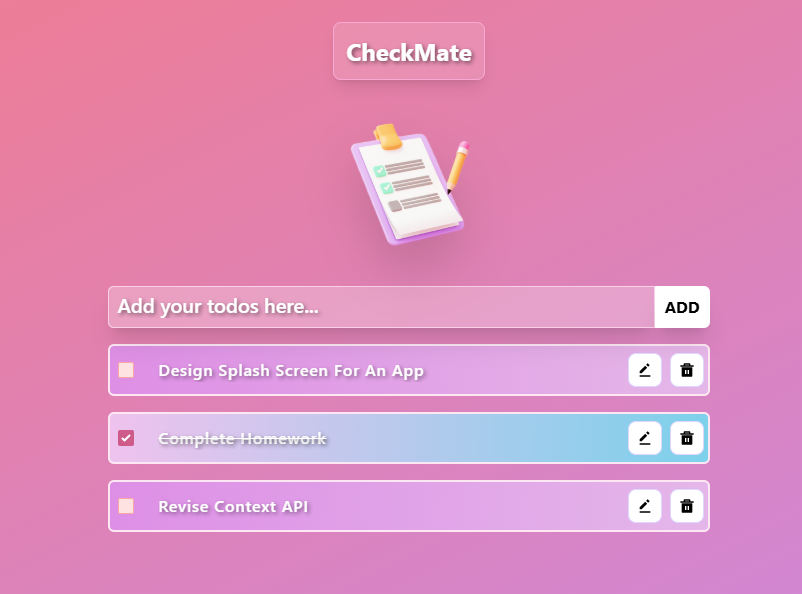 CheckMate
Add your todos here...
ADD
Design Splash Screen For An App
Complete Homework
Revise Context API